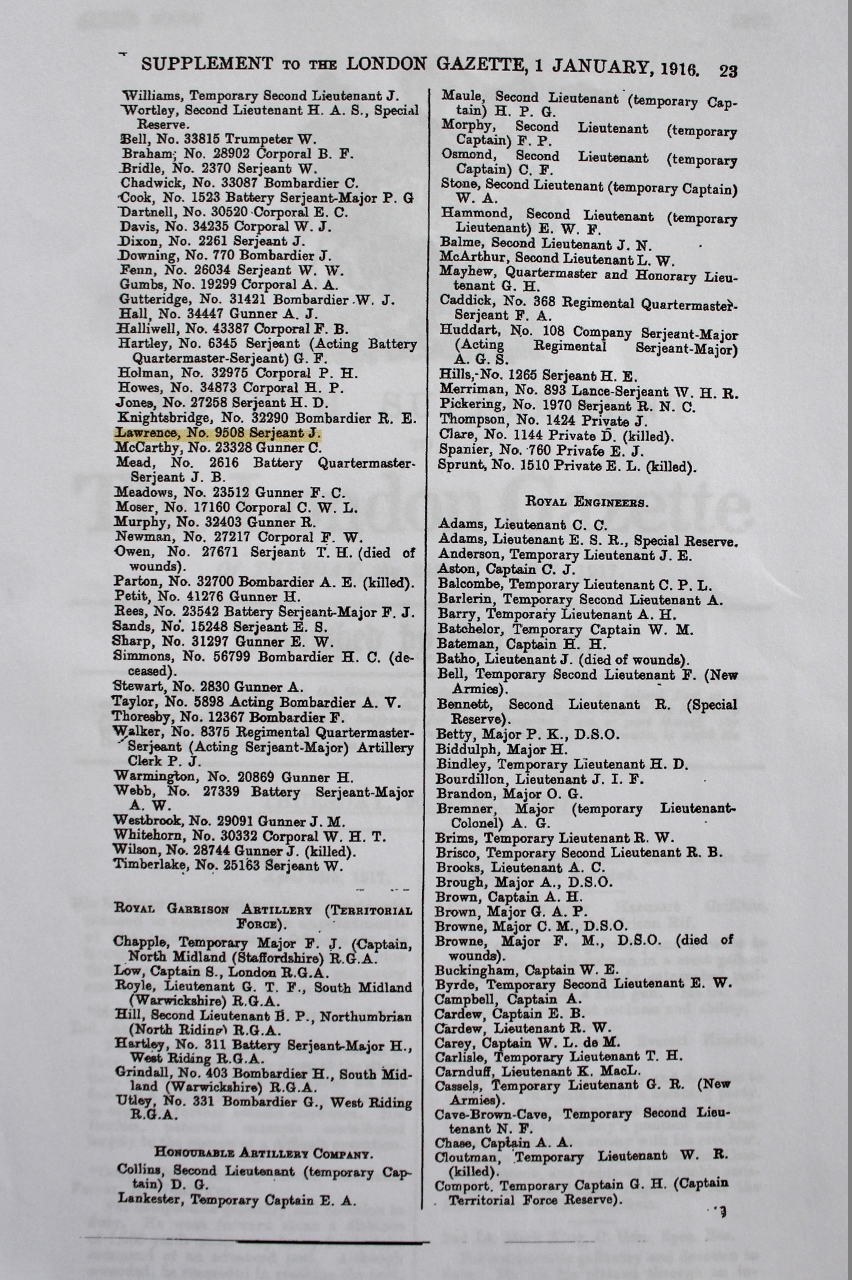 SUPPLEMENT TO THE LONDON GAZETTE, 1 JANUARY, 1916. 23
Williams, Temporary Second Lieutenant J.
Wortley, Second Lieutenant H. A. S., Special
Reserve.
Bell, No. 33815 Trumpeter W.
Braham; No. 28902 Corporal B. F.
Bridle, No. 2370 Serjeant W.
Chadwick, No. 33087 Bombardier C.
Cook, No. 1523 Battery Serjeant-Major P. G
Dartnell, No. 30520 Corporal E. C.
Davis, No. 34235 Corporal W. J.
Dixon, No. 2261 Serjeant J.
Downing, No. 770 Bombardier J.
Fenn, No. 26034 Serjeant W. W.
Gumbs, No. 19299 Corporal A. A.
Gutteridge, No. 31421 Bombardier W. J.
Hall, No. 34447 Gunner A. J.
Halliwell, No. 43387 Corporal F. B.
Hartley, No. 6345 Serjeant (Acting Battery
Quartermaster-Serjeant) G. F.
Holman, No. 32975 Corporal P. H.
Howes, No. 34873 Corporal H. P.
Jones, No. 27258 Serjeant H. D.
Knightsbridge, No. 32290 Bombardier R. E.
Lawrence, No. 9508 Serjeant J.
McCarthy, No. 23328 Gunner C.
Mead, No. 2616 Battery Quartermaster-
Serjeant J. B.
Meadows, No. 23512 Gunner F. C.
Moser, No. 17160 Corporal C. W. L.
Murphy, No. 32403 Gunner R.
Newman, No. 27217 Corporal F. W.
Owen, No. 27671 Serjeant T. H. (died of
wounds).
Parton, No. 32700 Bombardier A. E. (killed).
Petit, No. 41276 Gunner H.
Rees, No. 23542 Battery Serjeant-Major F. J.
Sands, No. 15248 Serjeant E. S.
Sharp, No. 31297 Gunner E. W.
Simmons, No. 56799 Bombardier H. C. (de-
ceased).
Stewart, No. 2830 Gunner A.
Taylor, No. 5898 Acting Bombardier A. V.
Thoresby, No. 12367 Bombardier F.
Walker, No. 8375 Regimental Quartermaster-
Serjeant (Acting Serjeant-Major) Artillery
Clerk P. J.
Warmington, No. 20869 Gunner H.
Webb, No. 27339 Battery Serjeant-Major
A. W.
Westbrook, No. 29091 Gunner J. M.
Whitehorn, No. 30332 Corporal W. H. T.
Wilson, No. 28744 Gunner J. (killed).
Timberlake, No. 25163 Serjeant W.
ROYAL GARRISON ARTILLERY (TERRITORIAL
FORCE).
Chapple, Temporary Major F. J. (Captain,
North Midland (Staffordshire) R.G.A.
Low, Captain S., London R.G.A.
Royle, Lieutenant G. T. F., South Midland
(Warwickshire) R.G.A.
Hill, Second Lieutenant B. P., Northumbrian
(North Riding) R.G.A.
Hartley, No. 311 Battery Serjeant-Major H.,
West Riding R.G.A.
Grindall, No. 403 Bombardier H., South Mid-
land (Warwickshire) R.G.A.
Utley, No. 331 Bombardier G., West Riding
R.G.A.
HONOURABLE ARTILLERY COMPANY.
Collins, Second Lieutenant (temporary Cap-
tain) D. G.
Lankester, Temporary Captain E. A.
Maule, Second Lieutenant (temporary Cap-
tain) H. P. G.
Morphy, Second Lieutenant (temporary
Captain) F. P.
Osmond, Second Lieutenant (temporary
Captain) C. F.
Stone, Second Lieutenant (temporary Captain)
W. A.
Hammond, Second Lieutenant (temporary
Lieutenant) E. W. F.
Balme, Second Lieutenant J. N.
McArthur, Second Lieutenant L. W.
Mayhew, Quartermaster and Honorary Lieu-
tenant G. H.
Caddick, No. 368 Regimental Quartermaster-
Serjeant F. A.
Huddart, No. 108 Company Serjeant-Major
(Acting Regimental Serjeant-Major)
A. G. S.
Hills, No. 1265 Serjeant H. E.
Merriman, No. 893 Lance-Serjeant W. H. R.
Pickering, No. 1970 Serjeant R. N. C.
Thompson, No. 1424 Private J.
Clare, No. 1144 Private D. (killed).
Spanier, No. 760 Private E. J.
Sprunt, No. 1510 Private E. L. (killed).
ROYAL ENGINEERS.
Adams, Lieutenant C. C.
Adams, Lieutenant E. S. R., Special Reserve.
Anderson, Temporary Lieutenant J. E.
Aston, Captain C. J.
Balcombe, Temporary Lieutenant C. P. L.
Barlerin, Temporary Second Lieutenant A.
Barry, Temporary Lieutenant A. H.
Batchelor, Temporary Captain W. M.
Bateman, Captain H. H.
Batho, Lieutenant J. (died of wounds).
Bell, Temporary Second Lieutenant F. (New
Armies).
Bennett, Second Lieutenant R. (Special
Reserve).
Betty, Major P. K., D.S.O.
Biddulph, Major H.
Bindley, Temporary Lieutenant H. D.
Bourdillon, Lieutenant J. I. F.
Brandon, Major O. G.
Bremner, Major (temporary Lieutenant-
Colonel) A. G.
Brims, Temporary Lieutenant R. W.
Brisco, Temporary Second Lieutenant R. B.
Brooks, Lieutenant A. C.
Brough, Major A., D.S.O.
Brown, Captain A. H.
Brown, Major G. A. P.
Browne, Major C. M., D.S.O.
Browne, Major F. M., D.S.O. (died of
wounds).
Buckingham, Captain W. E.
Byrde, Temporary Second Lieutenant E. W.
Campbell, Captain A.
Cardew, Captain E. B.
Cardew, Lieutenant R. W.
Carey, Captain W. L. de M.
Carlisle, Temporary Lieutenant T. H.
Carnduff, Lieutenant K. MacL.
Cassels, Temporary Lieutenant G. R. (New
Armies).
Cave-Brown-Cave, Temporary Second Lieu-
tenant N. F.
Chase, Captain A. A.
Cloutman, Temporary Lieutenant W. R.
(killed).
Comport, Temporary Captain G. H. (Captain
Territorial Force Reserve).